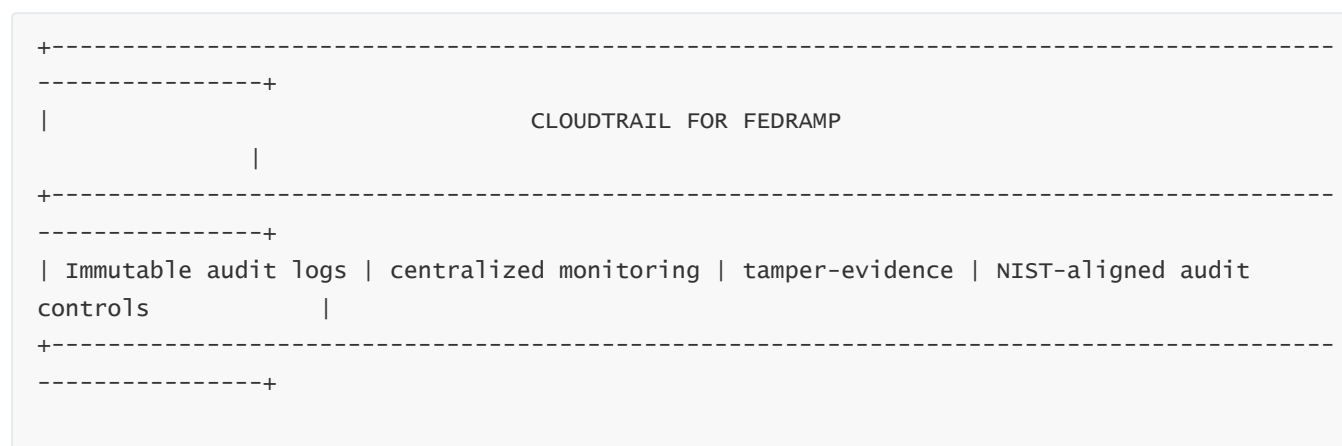 +-------------------------------------------------------------------------------------------
----------------+
|                                  CLOUDTRAIL FOR FEDRAMP
               |
+-------------------------------------------------------------------------------------------
----------------+
| Immutable audit logs | centralized monitoring | tamper-evidence | NIST-aligned audit
controls            |
+-------------------------------------------------------------------------------------------
----------------+